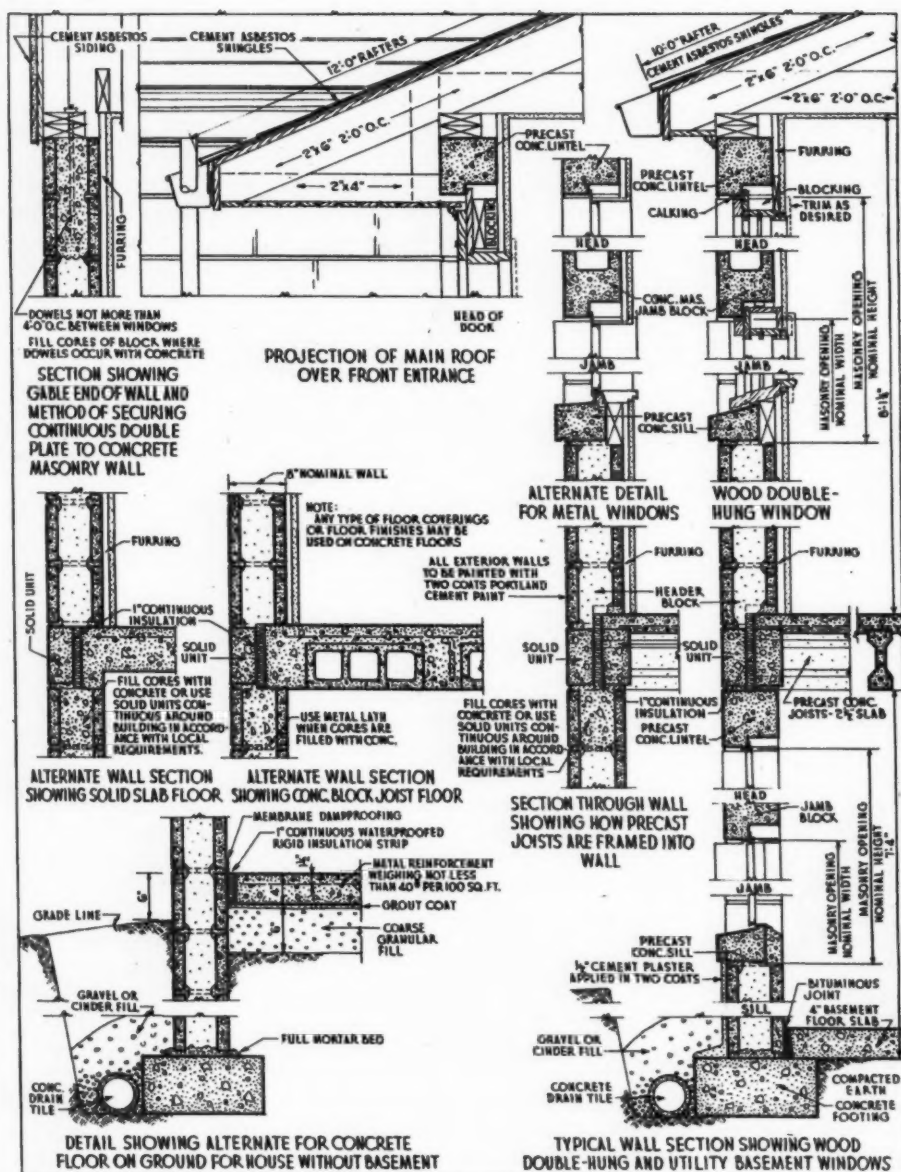 CEMENT ASBESTOS
SIDING
CEMENT ASBESTOS
SHINGLES
12'-0" RAFTERS
2"x6" 2'-0" O.C.
2"x4"
PRECAST
CONC. LINTEL
BLOCKING
HEAD OF
DOOR
FURRING
DOWELS NOT MORE THAN
4'-0" O.C. BETWEEN WINDOWS
FILL CORES OF BLOCK WHERE
DOWELS OCCUR WITH CONCRETE
SECTION SHOWING
GABLE END OF WALL AND
METHOD OF SECURING
CONTINUOUS DOUBLE
PLATE TO CONCRETE
MASONRY WALL
PROJECTION OF MAIN ROOF
OVER FRONT ENTRANCE
10'-0" RAFTER
CEMENT ASBESTOS SHINGLES
2"x6" 2'-0" O.C.
2"x6" 2'-0" O.C.
FURRING
PRECAST
CONC. LINTEL
BLOCKING
CALKING
TRIM AS
DESIRED
HEAD
HEAD
CONC. MAS.
JAMB BLOCK
JAMB
JAMB
MASONRY OPENING
NOMINAL WIDTH
MASONRY OPENING
NOMINAL HEIGHT
PRECAST
CONC. SILL
ALTERNATE DETAIL
FOR METAL WINDOWS
WOOD DOUBLE-
HUNG WINDOW
8" NOMINAL WALL
NOTE:
ANY TYPE OF FLOOR COVERINGS
OR FLOOR FINISHES MAY BE
USED ON CONCRETE FLOORS
FURRING
SOLID UNIT
1" CONTINUOUS
INSULATION
SOLID
UNIT
FILL CORES WITH
CONCRETE OR USE
SOLID UNITS CON-
TINUOUS AROUND
BUILDING IN ACCORD-
ANCE WITH LOCAL
REQUIREMENTS.
USE METAL LATH
WHEN CORES ARE
FILLED WITH CONC.
ALTERNATE WALL SECTION
SHOWING SOLID SLAB FLOOR
ALTERNATE WALL SECTION
SHOWING CONC. BLOCK JOIST FLOOR
ALL EXTERIOR WALLS
TO BE PAINTED WITH
TWO COATS PORTLAND
CEMENT PAINT
FURRING
FURRING
HEADER
BLOCK
SOLID
UNIT
SOLID
UNIT
FILL CORES WITH
CONCRETE OR USE
SOLID UNITS CON-
TINUOUS AROUND
BUILDING IN ACCORD-
ANCE WITH LOCAL
REQUIREMENTS
1" CONTINUOUS
INSULATION
PRECAST
CONC. LINTEL
PRECAST CONC.
JOISTS - 2½" SLAB
SECTION THROUGH WALL
SHOWING HOW PRECAST
JOISTS ARE FRAMED INTO
WALL
HEAD
JAMB
BLOCK
JAMB
MASONRY OPENING
NOMINAL WIDTH
MASONRY OPENING
NOMINAL HEIGHT
7'-4"
PRECAST
CONC. SILL
½" CEMENT PLASTER
APPLIED IN TWO COATS
SILL
BITUMINOUS
JOINT
4" BASEMENT
FLOOR SLAB
GRAVEL OR
CINDER FILL
CONCRETE
DRAIN TILE
COMPACTED
EARTH
CONCRETE
FOOTING
TYPICAL WALL SECTION SHOWING WOOD
DOUBLE-HUNG AND UTILITY BASEMENT WINDOWS
MEMBRANE DAMPPROOFING
1" CONTINUOUS WATERPROOFED
RIGID INSULATION STRIP
METAL REINFORCEMENT
WEIGHING NOT LESS
THAN 40# PER 100 SQ. FT.
6"
GRADE LINE
GROUT COAT
COARSE
GRANULAR
FILL
GRAVEL OR
CINDER FILL
FULL MORTAR BED
CONC.
DRAIN
TILE
DETAIL SHOWING ALTERNATE FOR CONCRETE
FLOOR ON GROUND FOR HOUSE WITHOUT BASEMENT